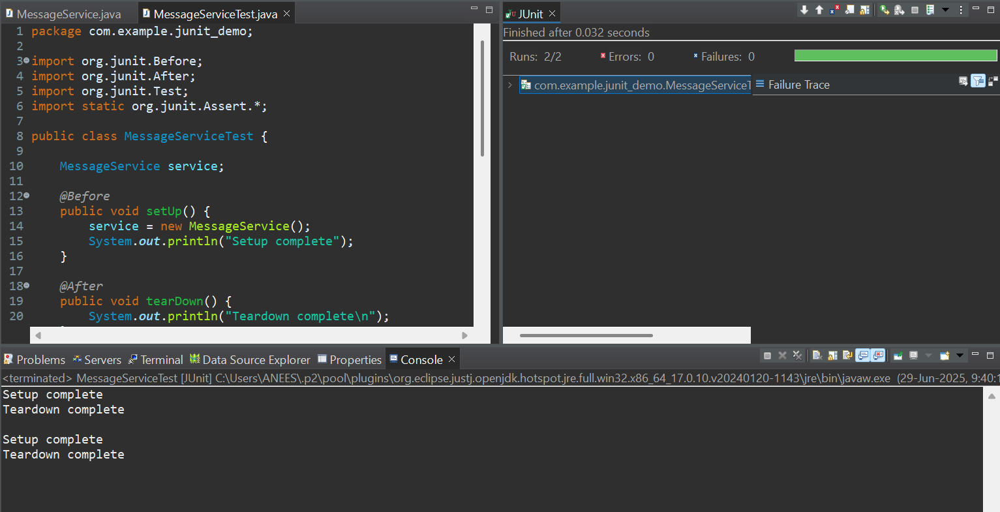 MessageService.java
MessageServiceTest.java
1 package com.example.junit_demo;
2
3 import org.junit.Before;
4 import org.junit.After;
5 import org.junit.Test;
6 import static org.junit.Assert.*;
7
8 public class MessageServiceTest {
9
10     MessageService service;
11
12     @Before
13     public void setUp() {
14         service = new MessageService();
15         System.out.println("Setup complete");
16     }
17
18     @After
19     public void tearDown() {
20         System.out.println("Teardown complete\n");
JUnit
Finished after 0.032 seconds
Runs: 2/2 Errors: 0 Failures: 0
com.example.junit_demo.MessageServiceT
Failure Trace
Problems Servers Terminal Data Source Explorer Properties Console
<terminated> MessageServiceTest [JUnit] C:\Users\ANEES\.p2\pool\plugins\org.eclipse.justj.openjdk.hotspot.jre.full.win32.x86_64_17.0.10.v20240120-1143\jre\bin\javaw.exe (29-Jun-2025, 9:40:1
Setup complete
Teardown complete

Setup complete
Teardown complete